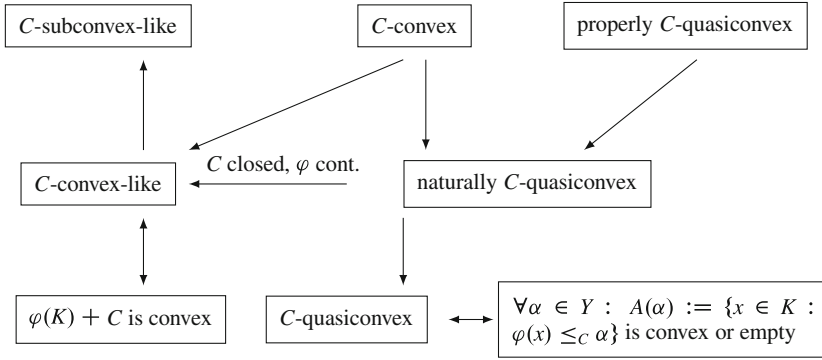 C-subconvex-like
C-convex
properly C-quasiconvex
C closed, φ cont.
C-convex-like
naturally C-quasiconvex
φ(K) + C is convex
C-quasiconvex
∀α ∈ Y : A(α) := {x ∈ K :
φ(x) ≤_C α} is convex or empty